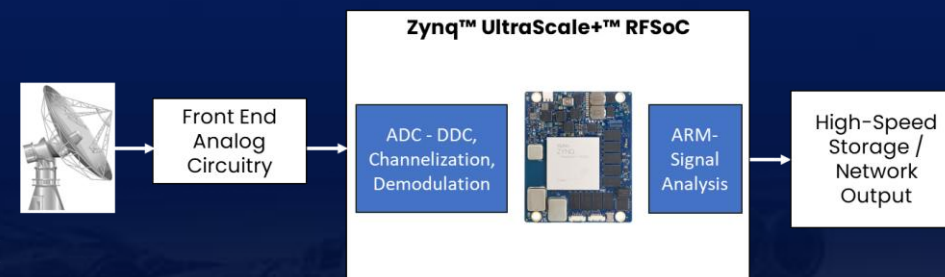 Zynq™ UltraScale+™ RFSoC
Front End
Analog
Circuitry
ADC - DDC,
Channelization,
Demodulation
ZYNQ
ARM-
Signal
Analysis
High-Speed
Storage /
Network
Output